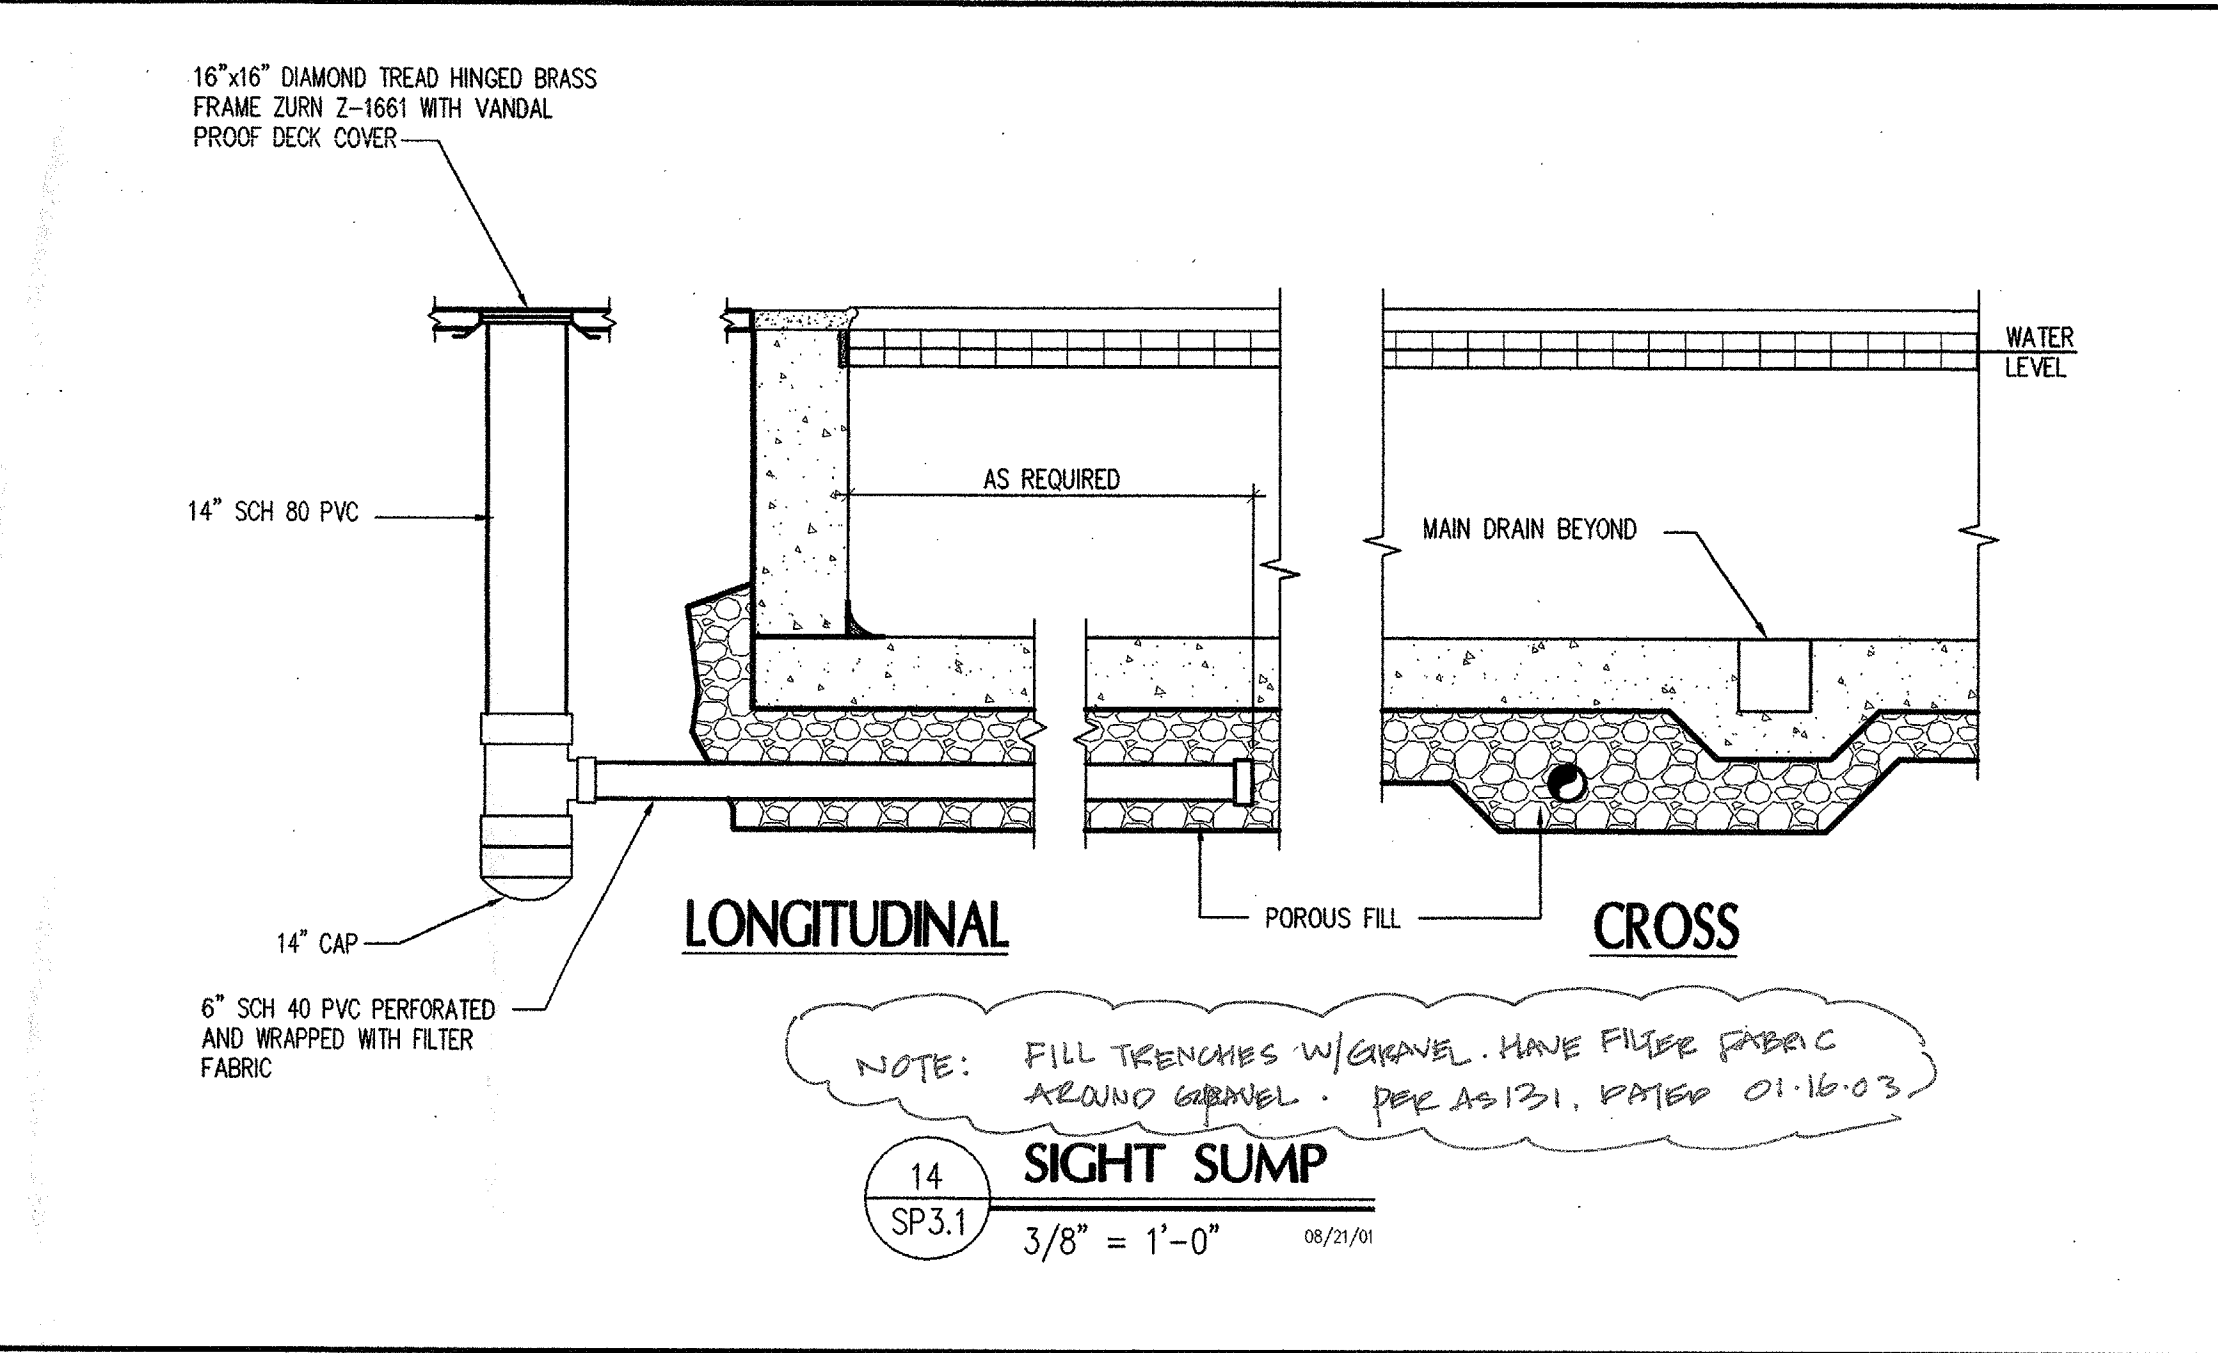 16"x16" DIAMOND TREAD HINGED BRASS
FRAME ZURN Z-1661 WITH VANDAL
PROOF DECK COVER
WATER
LEVEL
AS REQUIRED
14" SCH 80 PVC
MAIN DRAIN BEYOND
LONGITUDINAL
POROUS FILL
CROSS
14" CAP
6" SCH 40 PVC PERFORATED
AND WRAPPED WITH FILTER
FABRIC
NOTE: FILL TRENCHES W/GRAVEL. HAVE FILTER FABRIC
AROUND GRAVEL. PER AS131. DATED 01.16.03
14
SIGHT SUMP
SP3.1
3/8" = 1'-0"
08/21/01